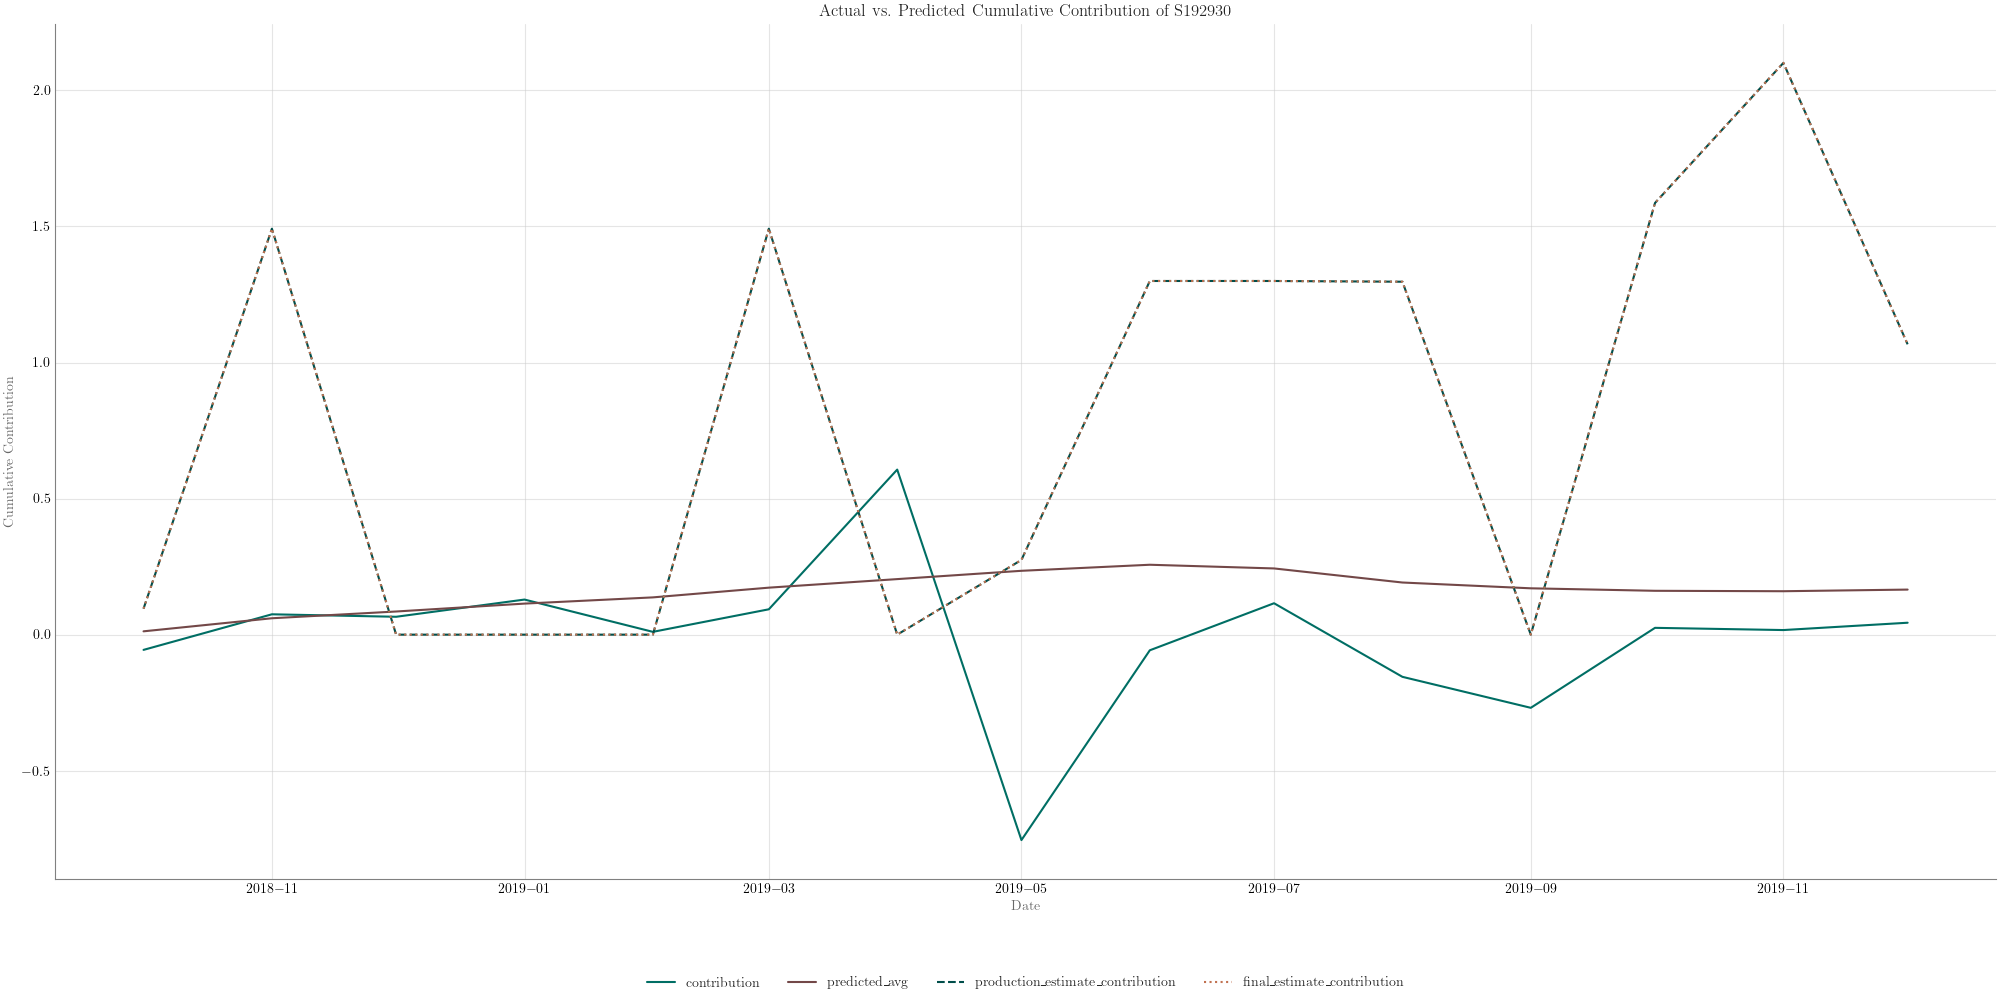 Actual vs. Predicted Cumulative Contribution of S192930
2.0
1.5
1.0
0.5
0.0
−0.5
Cumulative Contribution
2018−11 2019−01 2019−03 2019−05 2019−07 2019−09 2019−11
Date
contribution predicted_avg production_estimate_contribution final_estimate_contribution